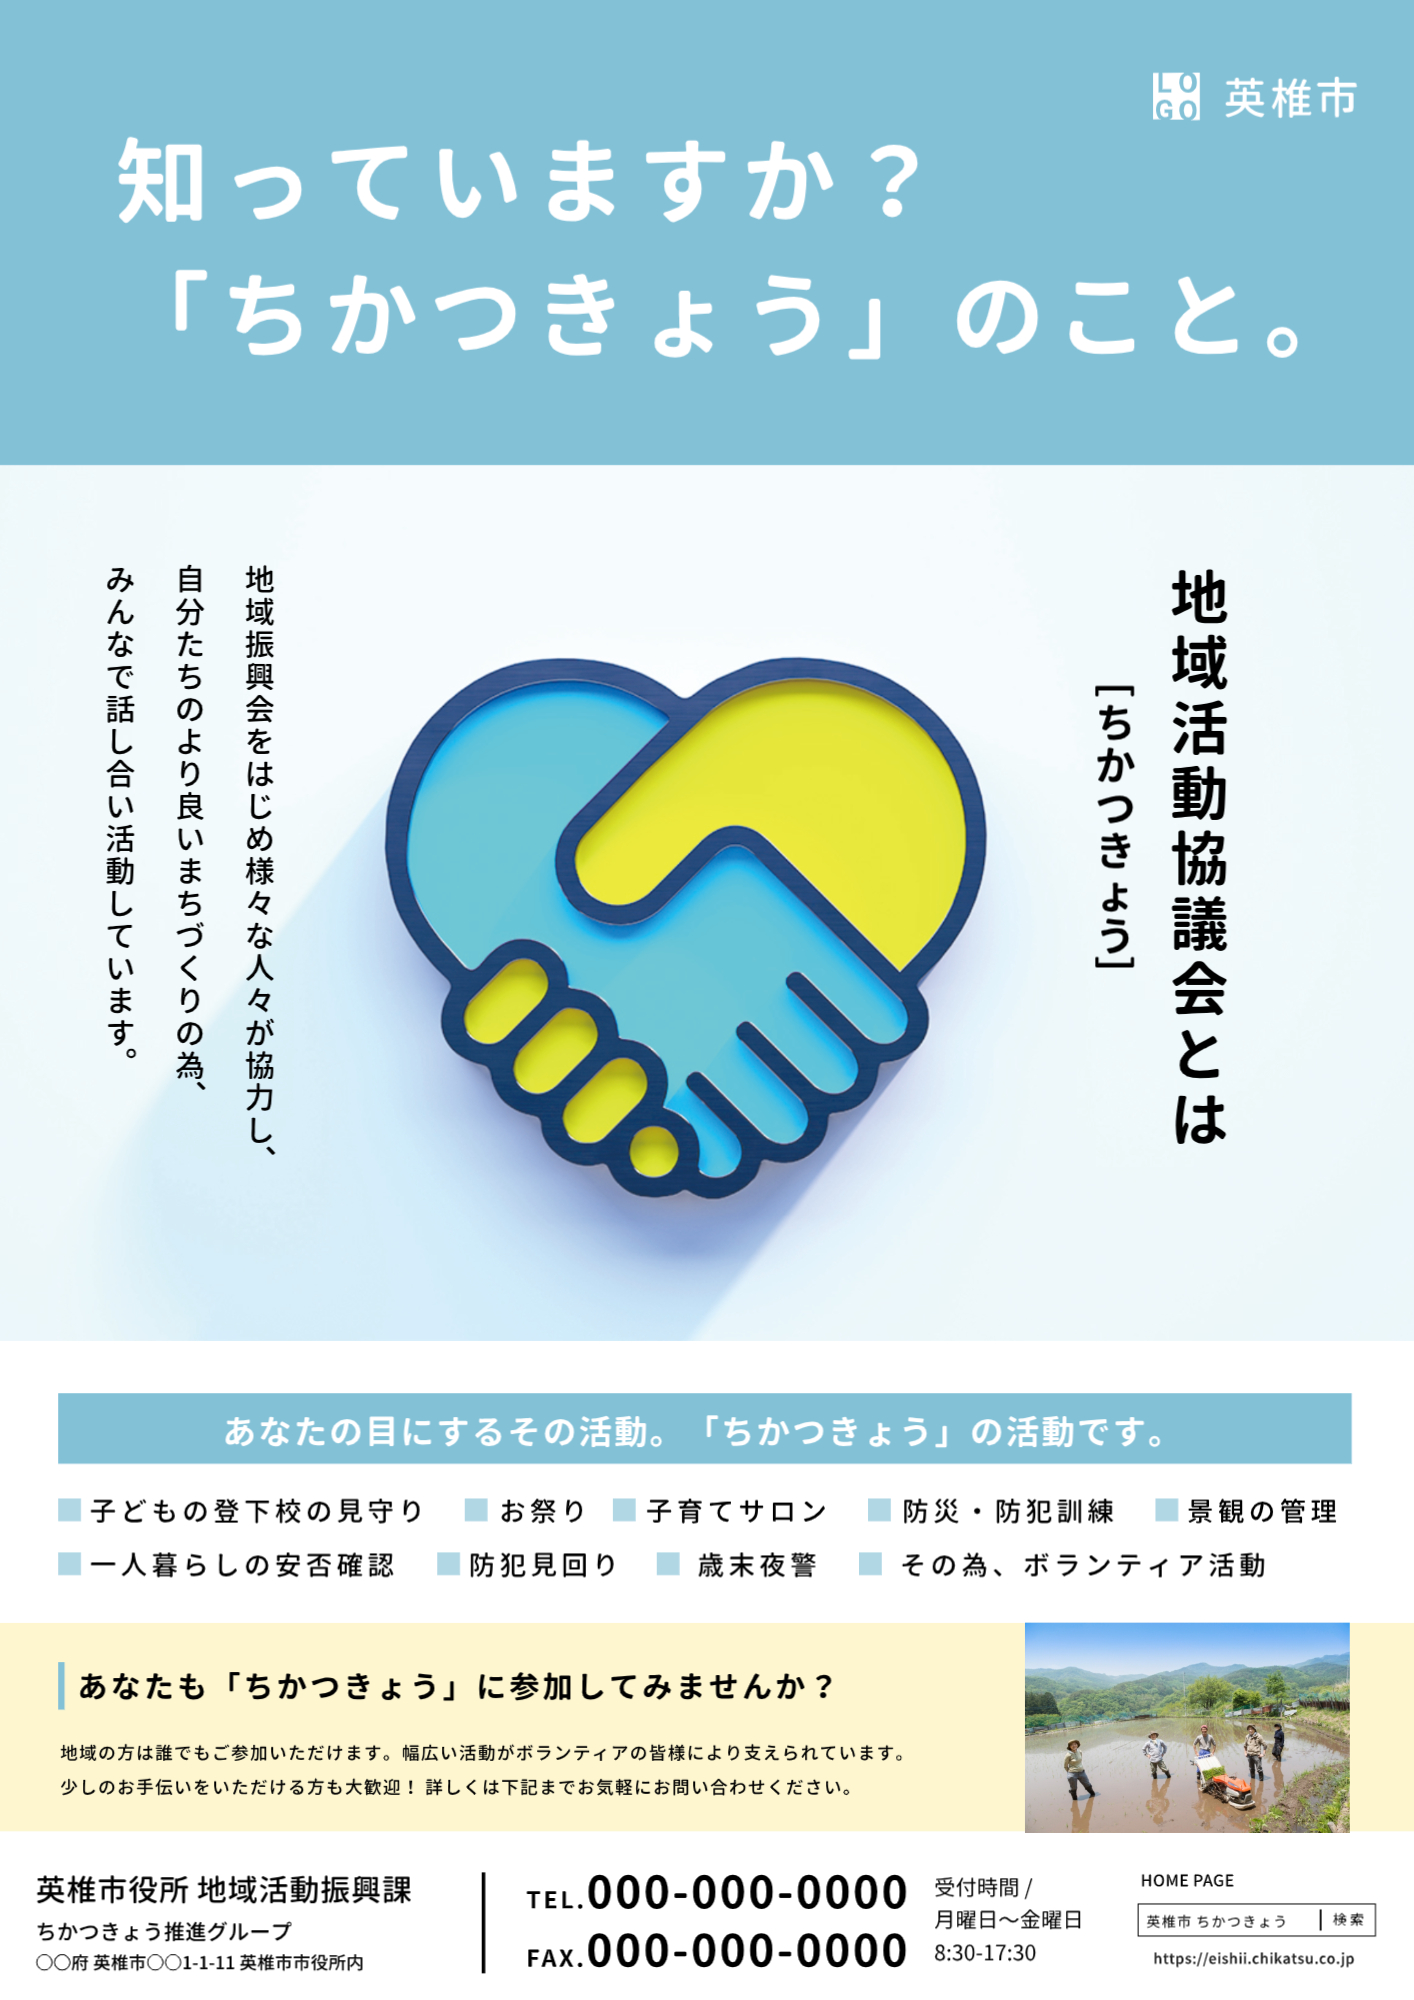 LO
GO
英椎市
知っていますか？
「ちかつきょう」のこと。
地域活動協議会とは
[ちかつきょう]
地域振興会をはじめ様々な人々が協力し、
自分たちのより良いまちづくりの為、
みんなで話し合い活動しています。
あなたの目にするその活動。「ちかつきょう」の活動です。
子どもの登下校の見守り お祭り 子育てサロン 防災・防犯訓練 景観の管理
一人暮らしの安否確認 防犯見回り 歳末夜警 その為、ボランティア活動
あなたも「ちかつきょう」に参加してみませんか？
地域の方は誰でもご参加いただけます。幅広い活動がボランティアの皆様により支えられています。
少しのお手伝いをいただける方も大歓迎！ 詳しくは下記までお気軽にお問い合わせください。
英椎市役所 地域活動振興課
ちかつきょう推進グループ
〇〇府 英椎市〇〇1-1-11 英椎市市役所内
TEL.000-000-0000
FAX.000-000-0000
受付時間 /
月曜日～金曜日
8:30-17:30
HOME PAGE
英椎市 ちかつきょう 検索
https://eishii.chikatsu.co.jp